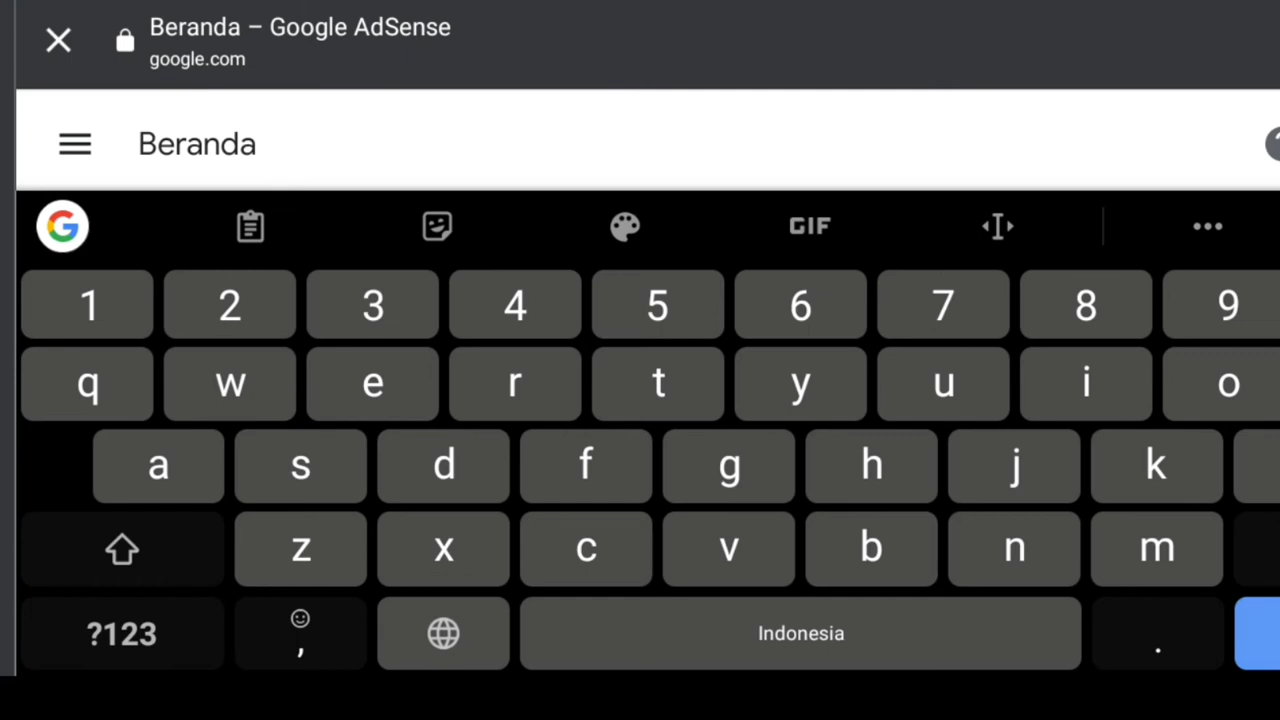 Beranda – Google AdSense
google.com
Beranda
GIF
1 2 3 4 5 6 7 8 9
q w e r t y u i o
a s d f g h j k
z x c v b n m
?123 , Indonesia .